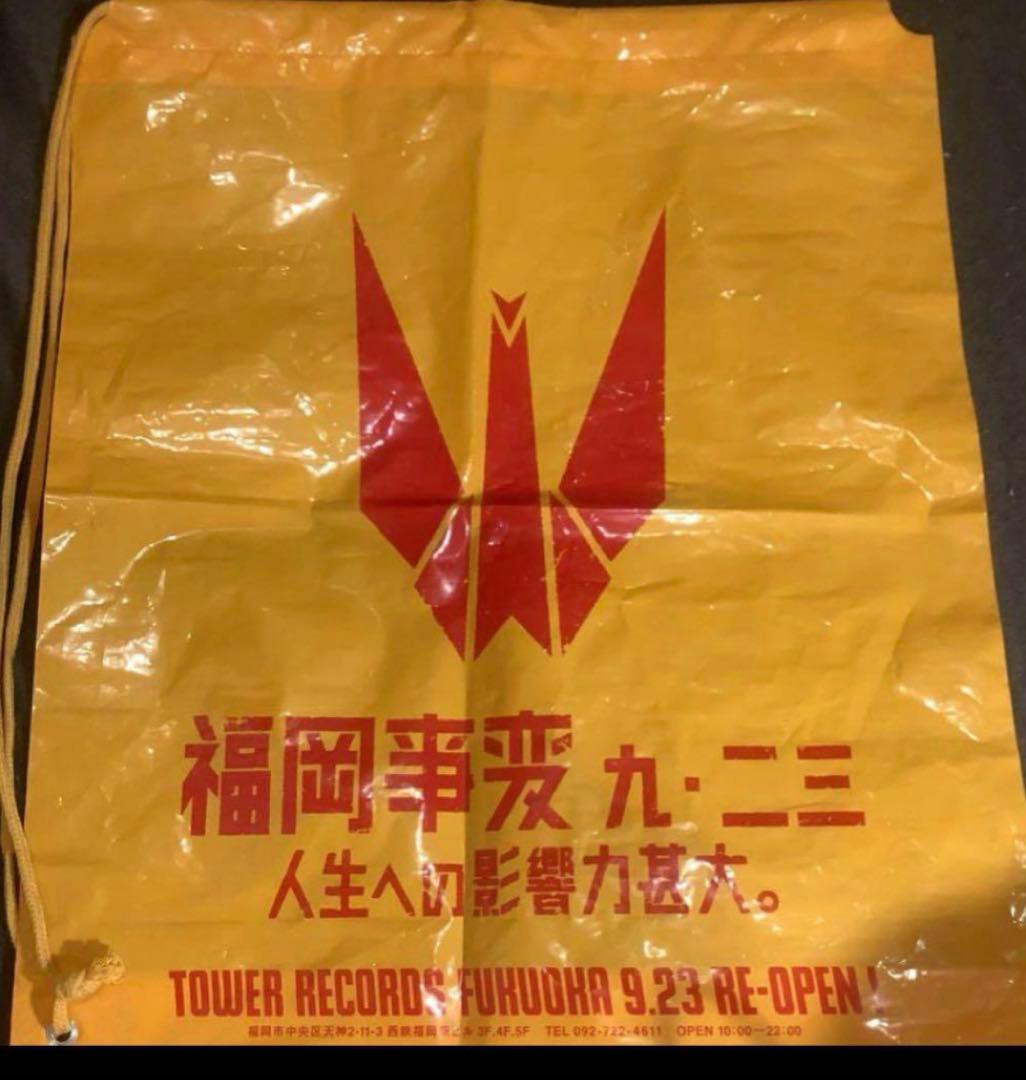 福岡事変 九・二三
人生への影響力甚大。
TOWER RECORDS FUKUOKA 9.23 RE-OPEN!
福岡市中央区天神2-11-3 西鉄福岡 ビル 3F.4F.5F TEL 092-722-4611 OPEN 10:00～22:00